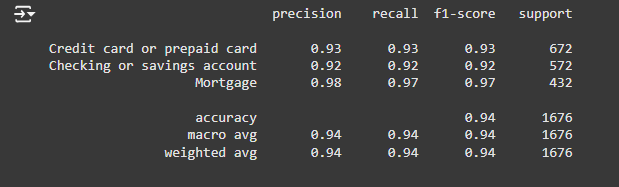 precision recall f1-score support
Credit card or prepaid card 0.93 0.93 0.93 672
Checking or savings account 0.92 0.92 0.92 572
Mortgage 0.98 0.97 0.97 432
accuracy 0.94 1676
macro avg 0.94 0.94 0.94 1676
weighted avg 0.94 0.94 0.94 1676